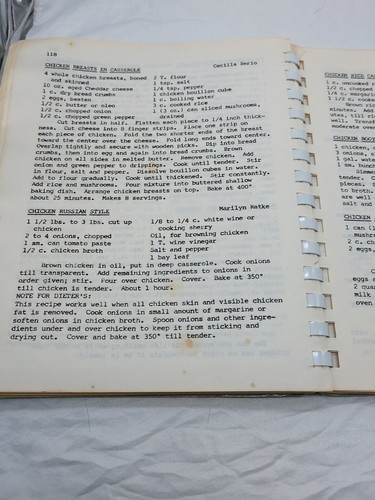 118
CHICKEN BREASTS IN CASSEROLE Cecilia Serio
4 whole chicken breasts, boned and skinned
10 oz. aged Cheddar cheese
1 c. dry bread crumbs
2 eggs, beaten
1/2 c. butter or oleo
1/2 c. chopped onion
1/2 c. chopped green pepper
2 T. flour
1 tsp. salt
1/4 tsp. pepper
1 chicken bouillon cube
1 c. boiling water
3 c. cooked rice
1 (3 oz.) can sliced mushrooms, drained
Cut breasts in half. Flatten each piece to 1/4 inch thick-
ness. Cut cheese into 8 finger strips. Place one strip on
each piece of chicken. Fold the two shorter ends of the breast
toward the center over the cheese. Fold long ends toward center.
Overlap tightly and secure with wooden picks. Dip into bread
crumbs, then into egg and again into bread crumbs. Brown
chicken on all sides in melted butter. Remove chicken. Add
onion and green pepper to drippings. Cook until tender. Stir
in flour, salt and pepper. Dissolve bouillon cubes in water.
Add to flour gradually. Cook until thickened. Stir constantly.
Add rice and mushrooms. Pour mixture into buttered shallow
baking dish. Arrange chicken breasts on top. Bake at 400°
about 25 minutes. Makes 8 servings.
CHICKEN RUSSIAN STYLE Marilyn Hatke
1 1/2 lbs. to 3 lbs. cut up chicken
2 to 4 onions, chopped
1 sm. can tomato paste
1/2 c. chicken broth
1/8 to 1/4 c. white wine or cooking sherry
Oil, for browning chicken
1 T. wine vinegar
Salt and pepper
1 bay leaf
Brown chicken in oil, put in deep casserole. Cook onions
till transparent. Add remaining ingredients to onions in
order given; stir. Pour over chicken. Cover. Bake at 350°
till chicken is tender. About 1 hour.
NOTE FOR DIETER'S:
This recipe works well when all chicken skin and visible chicken
fat is removed. Cook onions in small amount of margarine or
soften onions in chicken broth. Spoon onions and other ingre-
dients under and over chicken to keep it from sticking and
drying out. Cover and bake at 350° till tender.